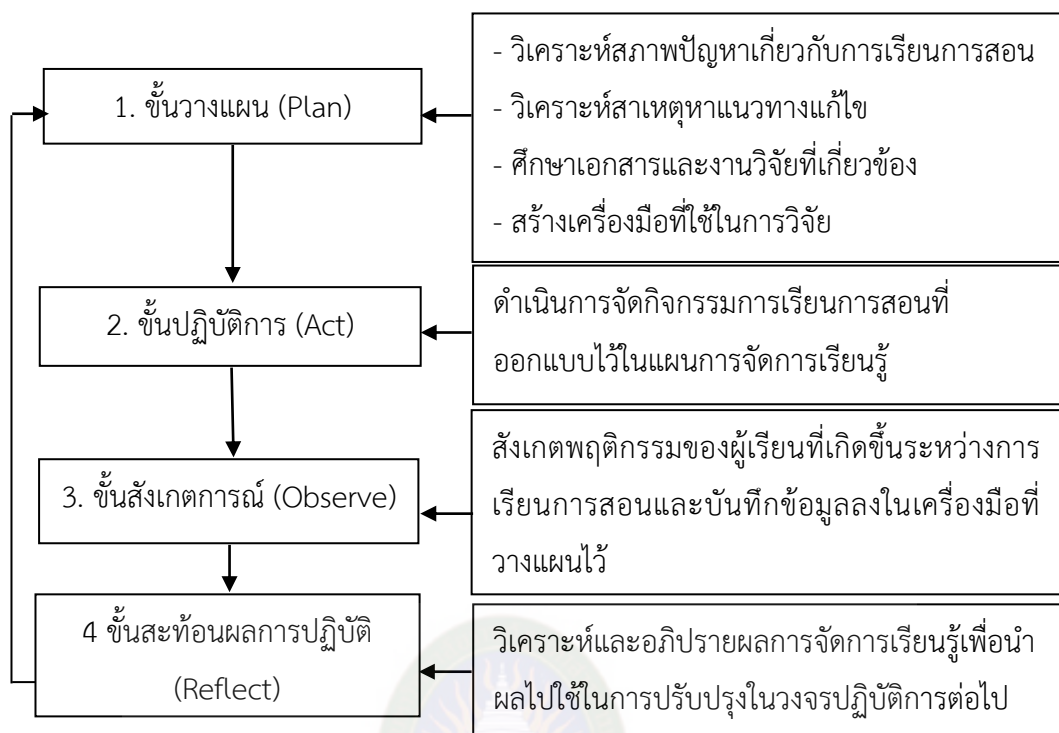 1. ขั้นวางแผน (Plan)
- วิเคราะห์สภาพปัญหาเกี่ยวกับการเรียนการสอน
- วิเคราะห์สาเหตุหาแนวทางแก้ไข
- ศึกษาเอกสารและงานวิจัยที่เกี่ยวข้อง
- สร้างเครื่องมือที่ใช้ในการวิจัย
2. ขั้นปฏิบัติการ (Act)
ดำเนินการจัดกิจกรรมการเรียนการสอนที่
ออกแบบไว้ในแผนการจัดการเรียนรู้
3. ขั้นสังเกตการณ์ (Observe)
สังเกตพฤติกรรมของผู้เรียนที่เกิดขึ้นระหว่างการ
เรียนการสอนและบันทึกข้อมูลลงในเครื่องมือที่
วางแผนไว้
4 ขั้นสะท้อนผลการปฏิบัติ
(Reflect)
วิเคราะห์และอภิปรายผลการจัดการเรียนรู้เพื่อนำ
ผลไปใช้ในการปรับปรุงในวงจรปฏิบัติการต่อไป